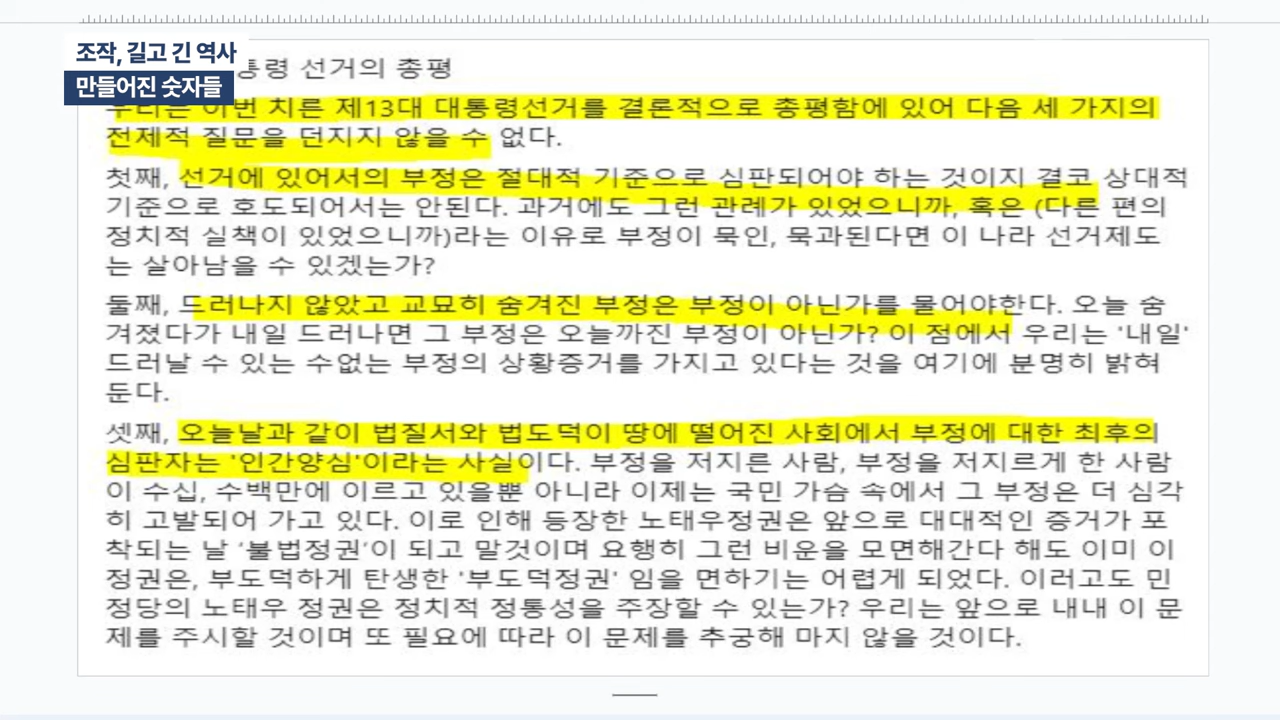 조작, 길고 긴 역사
만들어진 숫자들
통령 선거의 총평
우리는 이번 치른 제13대 대통령선거를 결론적으로 총평함에 있어 다음 세 가지의
전제적 질문을 던지지 않을 수 없다.
첫째, 선거에 있어서의 부정은 절대적 기준으로 심판되어야 하는 것이지 결코 상대적
기준으로 호도되어서는 안된다. 과거에도 그런 관례가 있었으니까, 혹은 (다른 편의
정치적 실책이 있었으니까)라는 이유로 부정이 묵인, 묵과된다면 이 나라 선거제도
는 살아남을 수 있겠는가?
둘째, 드러나지 않았고 교묘히 숨겨진 부정은 부정이 아닌가를 물어야한다. 오늘 숨
겨졌다가 내일 드러나면 그 부정은 오늘까진 부정이 아닌가? 이 점에서 우리는 '내일'
드러날 수 있는 수없는 부정의 상황증거를 가지고 있다는 것을 여기에 분명히 밝혀
둔다.
셋째, 오늘날과 같이 법질서와 법도덕이 땅에 떨어진 사회에서 부정에 대한 최후의
심판자는 '인간양심'이라는 사실이다. 부정을 저지른 사람, 부정을 저지르게 한 사람
이 수십, 수백만에 이르고 있을뿐 아니라 이제는 국민 가슴 속에서 그 부정은 더 심각
히 고발되어 가고 있다. 이로 인해 등장한 노태우정권은 앞으로 대대적인 증거가 포
착되는 날 '불법정권'이 되고 말것이며 요행히 그런 비운을 모면해간다 해도 이미 이
정권은, 부도덕하게 탄생한 '부도덕정권' 임을 면하기는 어렵게 되었다. 이러고도 민
정당의 노태우 정권은 정치적 정통성을 주장할 수 있는가? 우리는 앞으로 내내 이 문
제를 주시할 것이며 또 필요에 따라 이 문제를 추궁해 마지 않을 것이다.